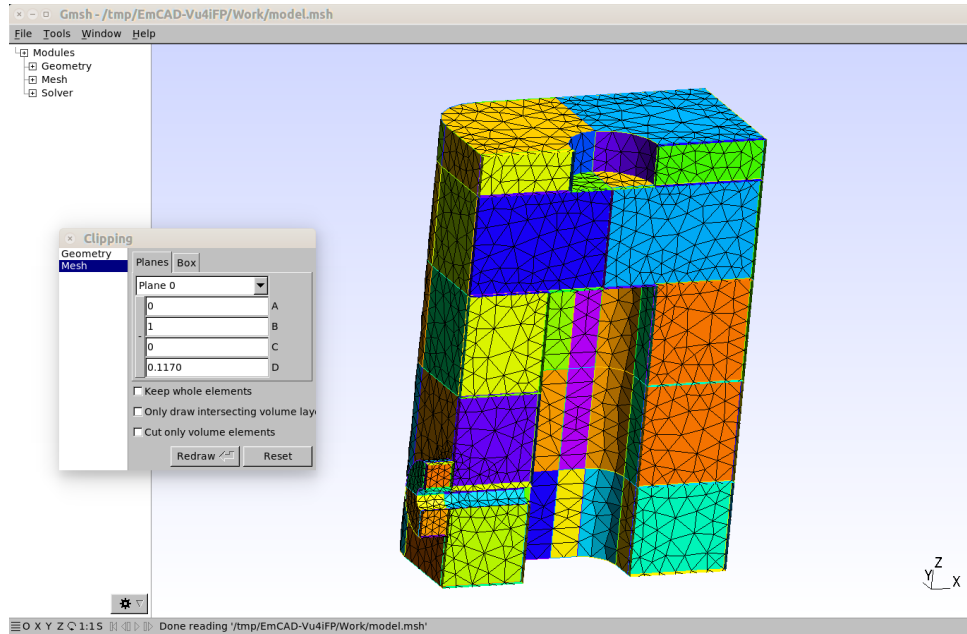 Gmsh - /tmp/EmCAD-Vu4iFP/Work/model.msh
File Tools Window Help
Modules
Geometry
Mesh
Solver
Clipping
Geometry
Mesh
Planes Box
Plane 0
0 A
1 B
0 C
0.1170 D
-
Keep whole elements
Only draw intersecting volume laye
Cut only volume elements
Redraw Reset
Z
Y X
O X Y Z 1:1 S Done reading '/tmp/EmCAD-Vu4iFP/Work/model.msh'